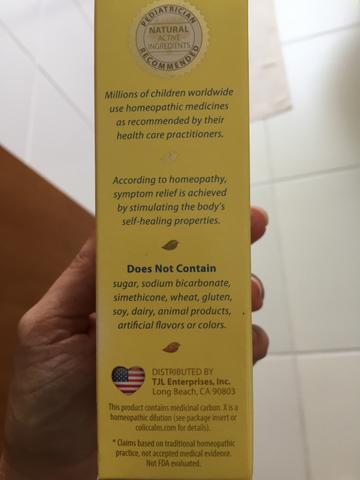 PEDIATRICIAN
NATURAL
ACTIVE
INGREDIENTS
RECOMMENDED
Millions of children worldwide
use homeopathic medicines
as recommended by their
health care practitioners.
According to homeopathy,
symptom relief is achieved
by stimulating the body's
self-healing properties.
Does Not Contain
sugar, sodium bicarbonate,
simethicone, wheat, gluten,
soy, dairy, animal products,
artificial flavors or colors.
DISTRIBUTED BY
TJL Enterprises, Inc.
Long Beach, CA 90803
This product contains medicinal carbon. X is a
homeopathic dilution (see package insert or
coliccalm.com for details).
* Claims based on traditional homeopathic
practice, not accepted medical evidence.
Not FDA evaluated.